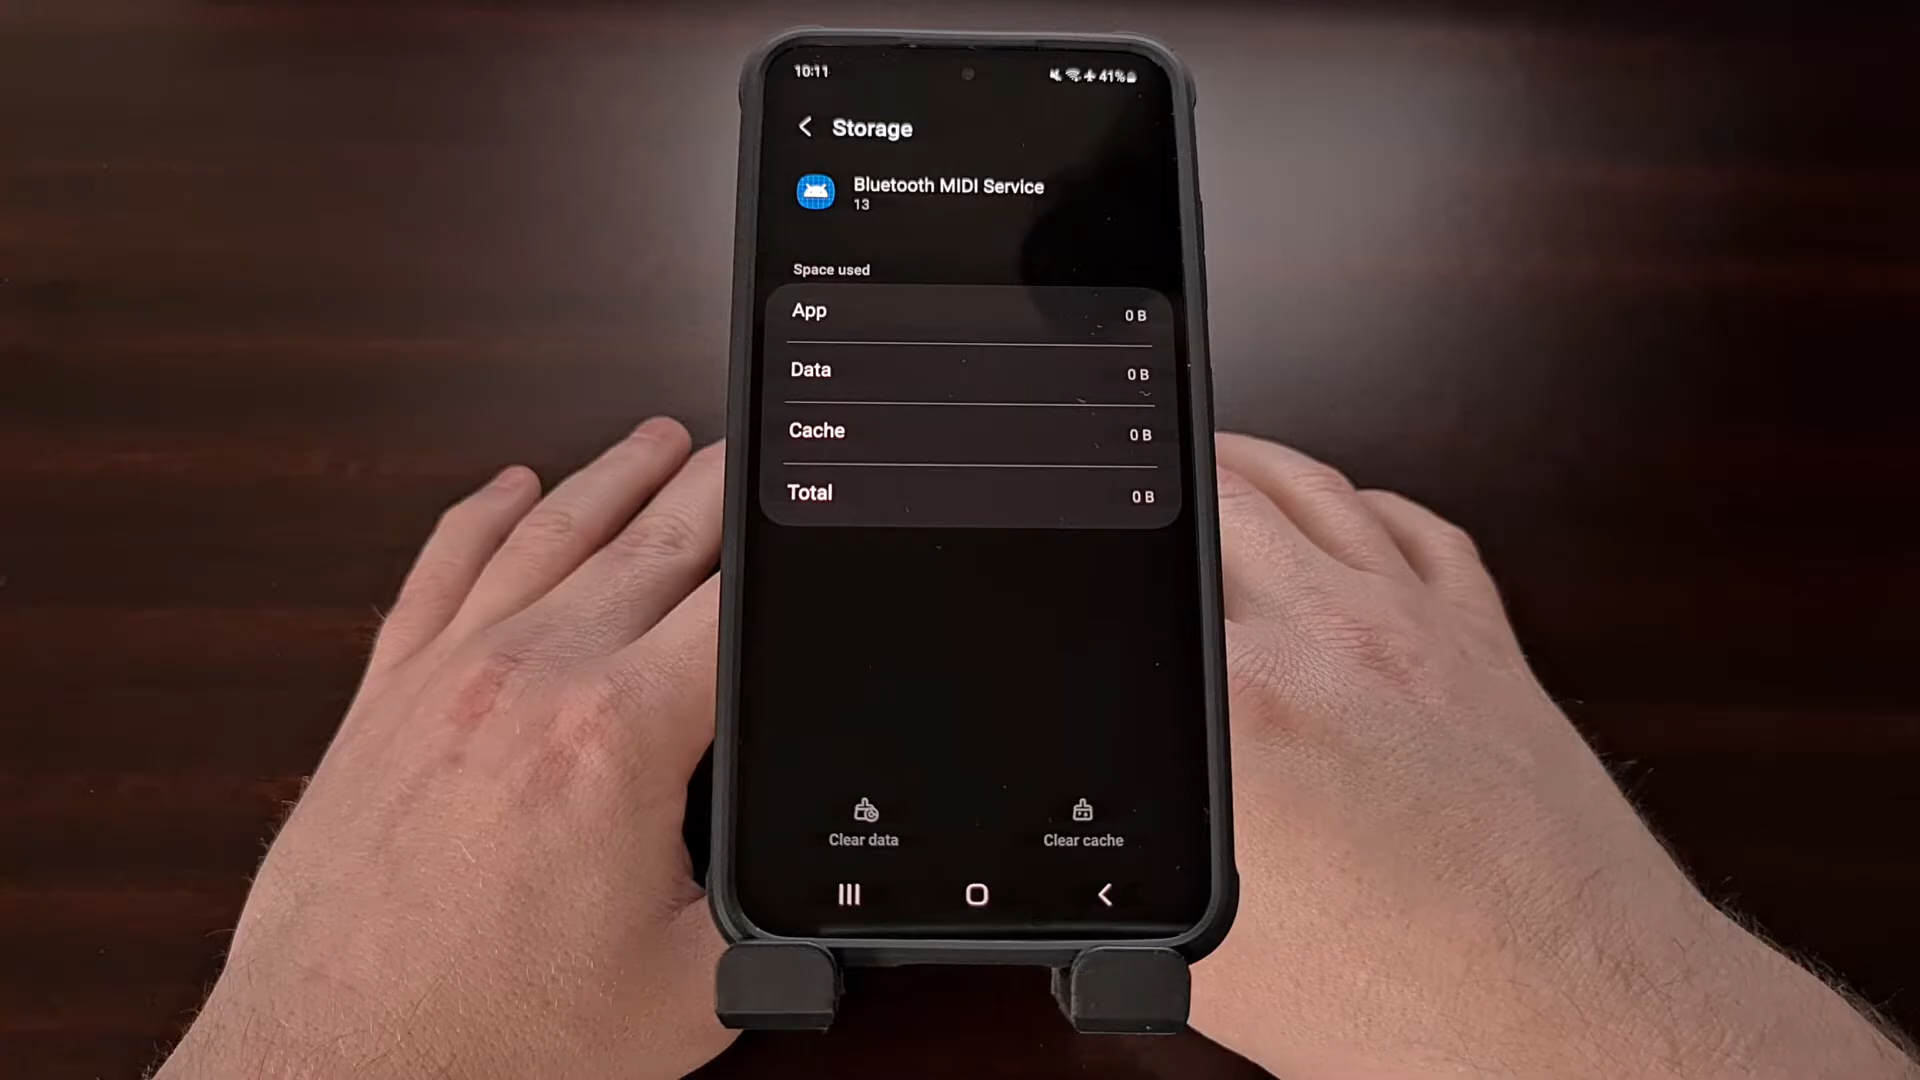 10:11
41%
Storage
Bluetooth MIDI Service
13
Space used
App 0 B
Data 0 B
Cache 0 B
Total 0 B
Clear data
Clear cache